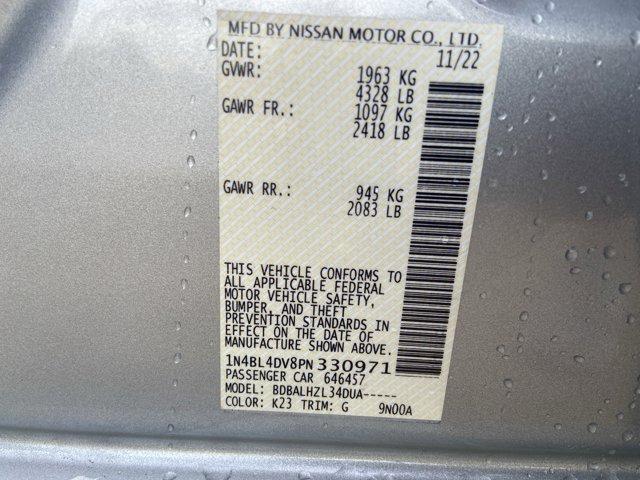 MFD BY NISSAN MOTOR CO., LTD.
DATE: 11/22
GVWR: 1963 KG
4328 LB
GAWR FR.: 1097 KG
2418 LB
GAWR RR.: 945 KG
2083 LB
THIS VEHICLE CONFORMS TO
ALL APPLICABLE FEDERAL
MOTOR VEHICLE SAFETY,
BUMPER, AND THEFT
PREVENTION STANDARDS IN
EFFECT ON THE DATE OF
MANUFACTURE SHOWN ABOVE.
1N4BL4DV8PN330971
PASSENGER CAR 646457
MODEL: BDBALHZL34DUA-----
COLOR: K23 TRIM: G 9N00A